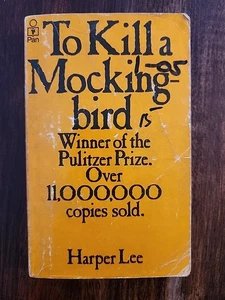 Pan
To Kill a
Mocking-
bird
Winner of the
Pulitzer Prize.
Over
11,000,000
copies sold.
Harper Lee